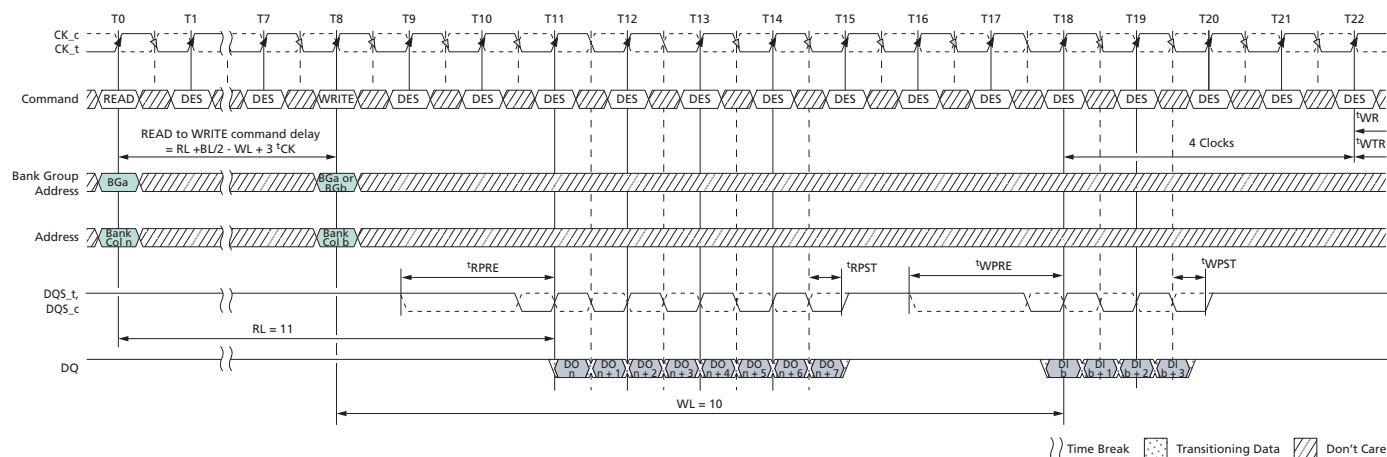 T0 T1 T7 T8 T9 T10 T11 T12 T13 T14 T15 T16 T17 T18 T19 T20 T21 T22
CK_c
CK_t
Command READ DES DES WRITE DES DES DES DES DES DES DES DES DES DES DES DES DES DES
tWR
READ to WRITE command delay
= RL +BL/2 - WL + 3 tCK
4 Clocks
tWTR
Bank Group
Address
BGa
BGa or
BGb
Address
Bank
Col n
Bank
Col b
tRPRE tRPST tWPRE tWPST
DQS_t,
DQS_c
RL = 11
DQ
DO
n
DO
n + 1
DO
n + 2
DO
n + 3
DO
n + 4
DO
n + 5
DO
n + 6
DO
n + 7
DI
b
DI
b + 1
DI
b + 2
DI
b + 3
WL = 10
Time Break Transitioning Data Don't Care